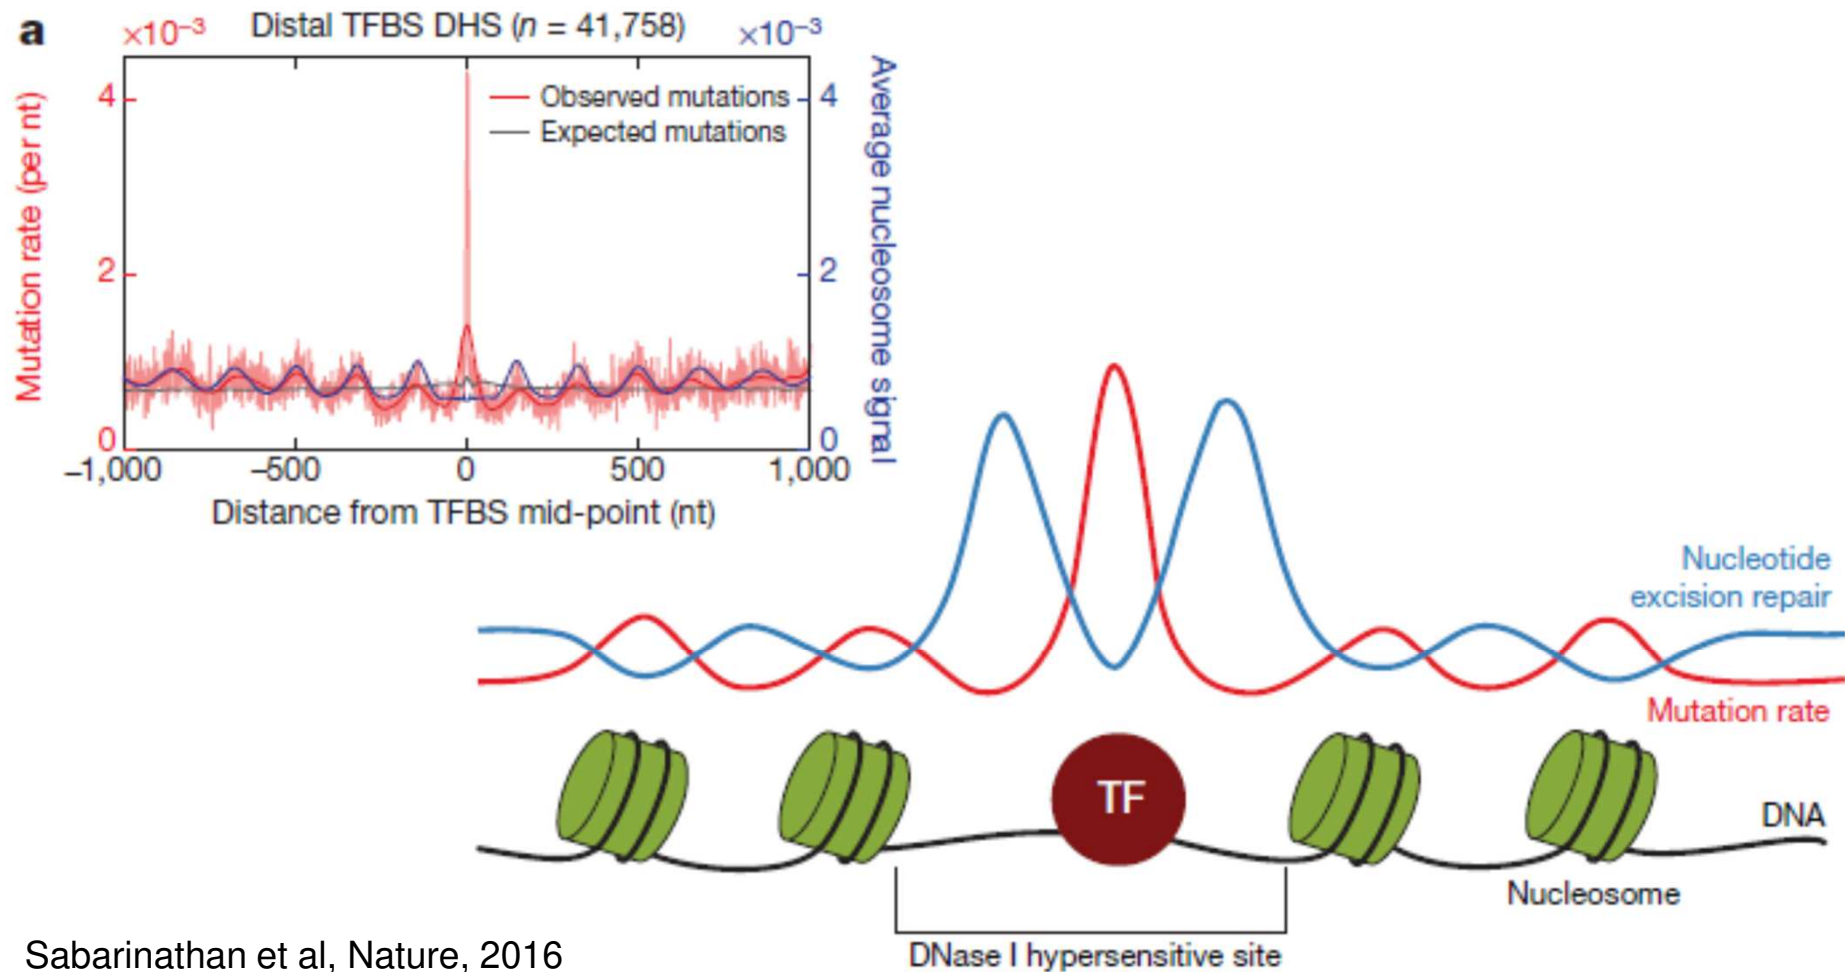 a
×10⁻³
Distal TFBS DHS (n = 41,758)
×10⁻³
Mutation rate (per nt)
4
2
0
Observed mutations
Expected mutations
4
2
0
Average nucleosome signal
−1,000
−500
0
500
1,000
Distance from TFBS mid-point (nt)
Nucleotide
excision repair
Mutation rate
TF
DNA
Nucleosome
DNase I hypersensitive site
Sabarinathan et al, Nature, 2016